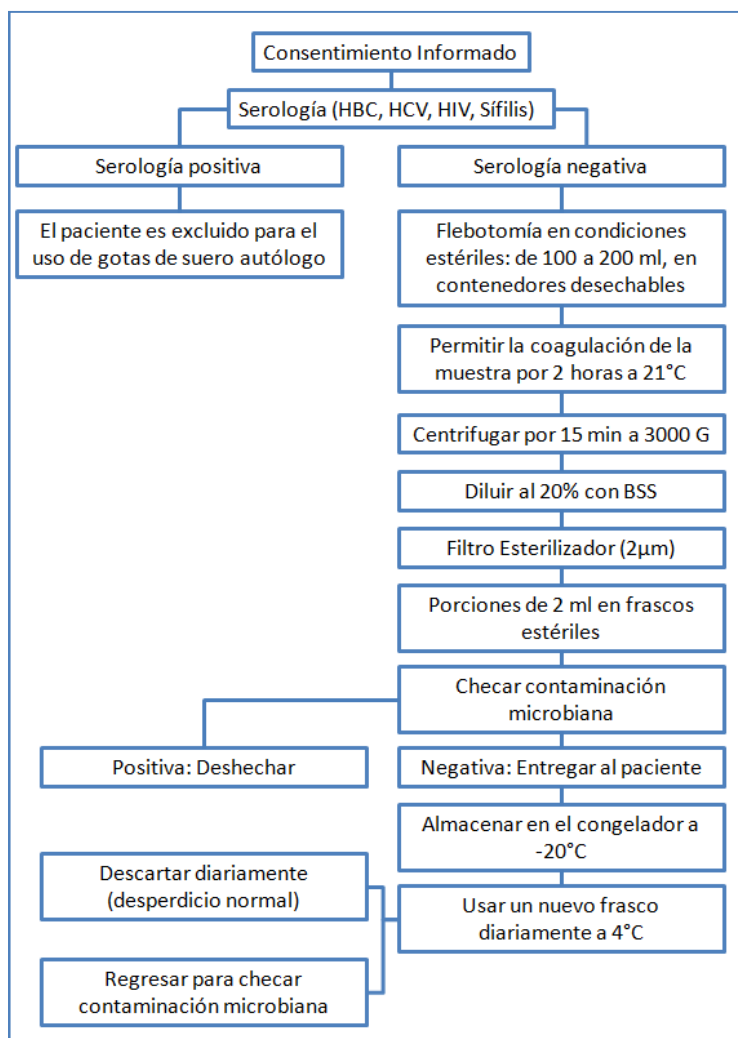 Consentimiento Informado
Serología (HBC, HCV, HIV, Sífilis)
Serología positiva
Serología negativa
El paciente es excluido para el
uso de gotas de suero autólogo
Flebotomía en condiciones
estériles: de 100 a 200 ml, en
contenedores desechables
Permitir la coagulación de la
muestra por 2 horas a 21°C
Centrifugar por 15 min a 3000 G
Diluir al 20% con BSS
Filtro Esterilizador (2µm)
Porciones de 2 ml en frascos
estériles
Checar contaminación
microbiana
Positiva: Deshechar
Negativa: Entregar al paciente
Almacenar en el congelador a
-20°C
Descartar diariamente
(desperdicio normal)
Usar un nuevo frasco
diariamente a 4°C
Regresar para checar
contaminación microbiana